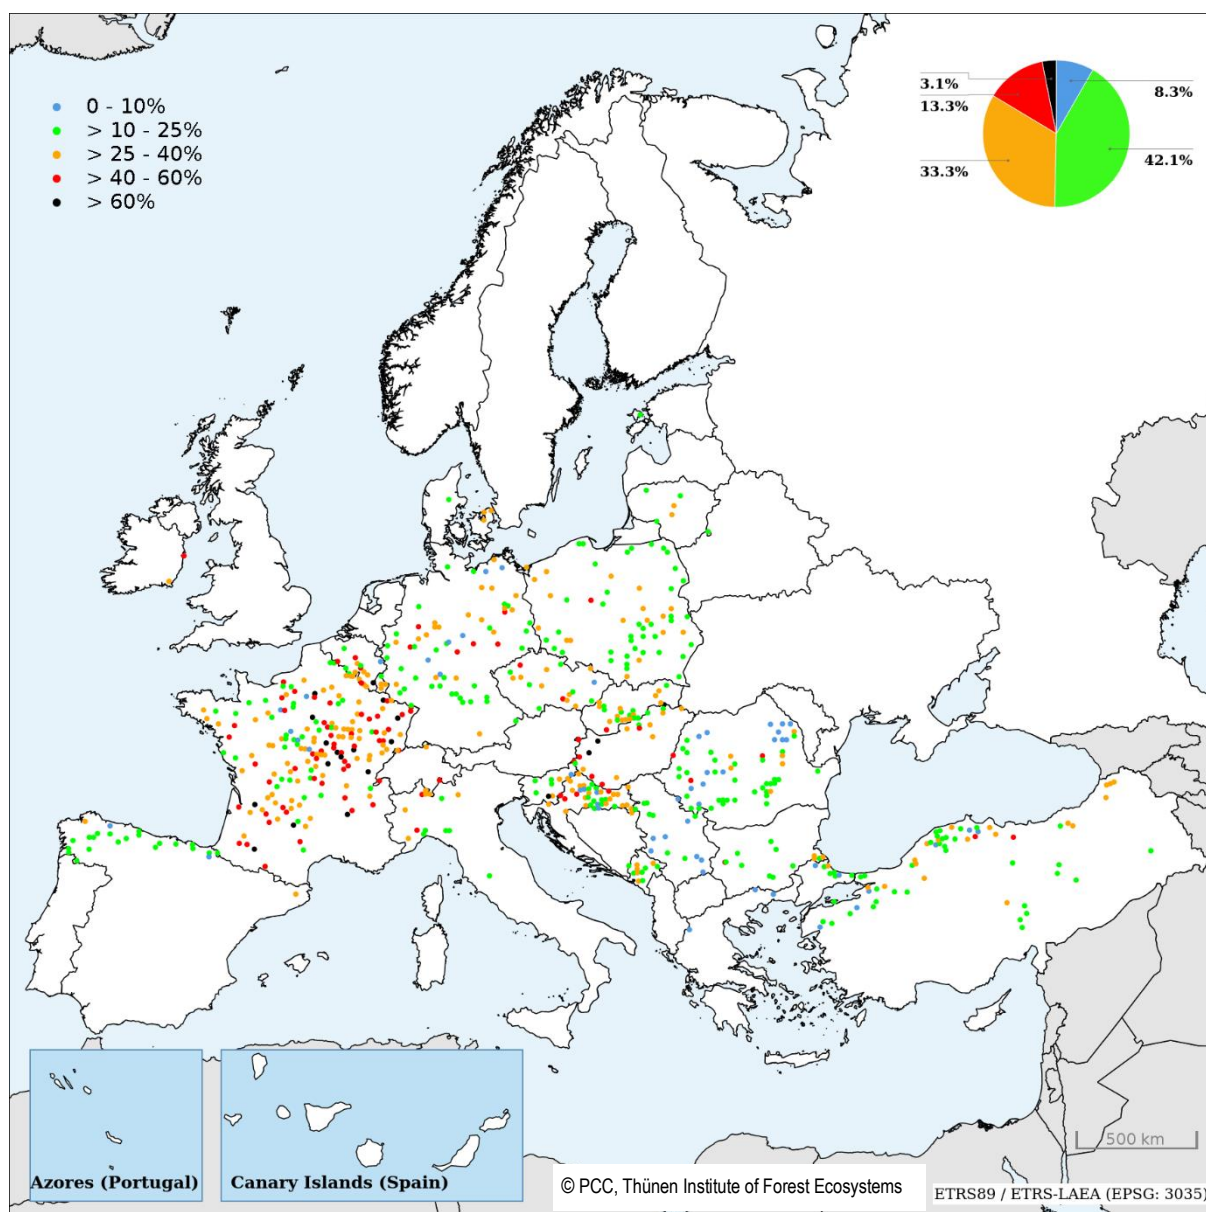 0 - 10%
> 10 - 25%
> 25 - 40%
> 40 - 60%
> 60%
3.1%
13.3%
33.3%
8.3%
42.1%
500 km
Azores (Portugal)
Canary Islands (Spain)
© PCC, Thünen Institute of Forest Ecosystems
ETRS89 / ETRS-LAEA (EPSG: 3035)